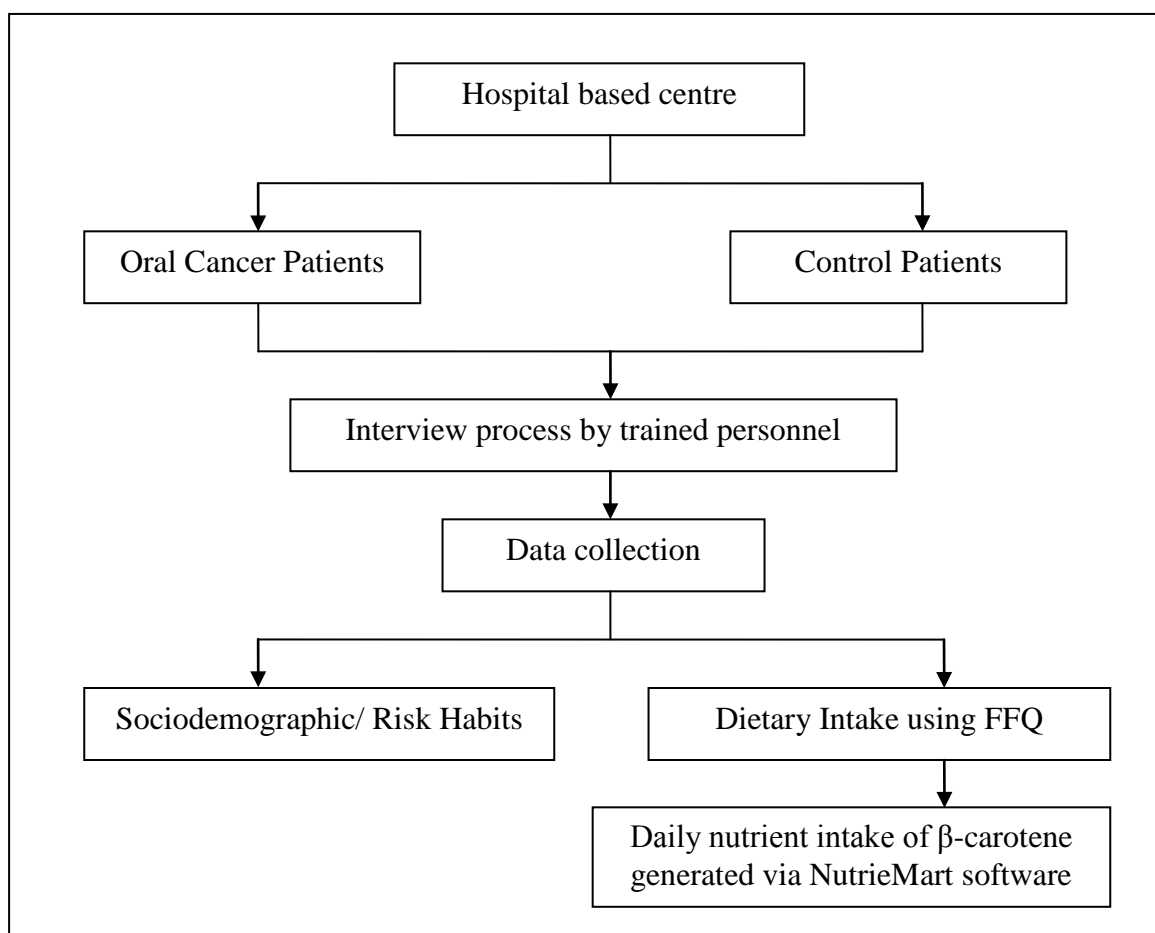 Hospital based centre
Oral Cancer Patients
Control Patients
Interview process by trained personnel
Data collection
Sociodemographic/ Risk Habits
Dietary Intake using FFQ
Daily nutrient intake of β-carotene
generated via NutrieMart software